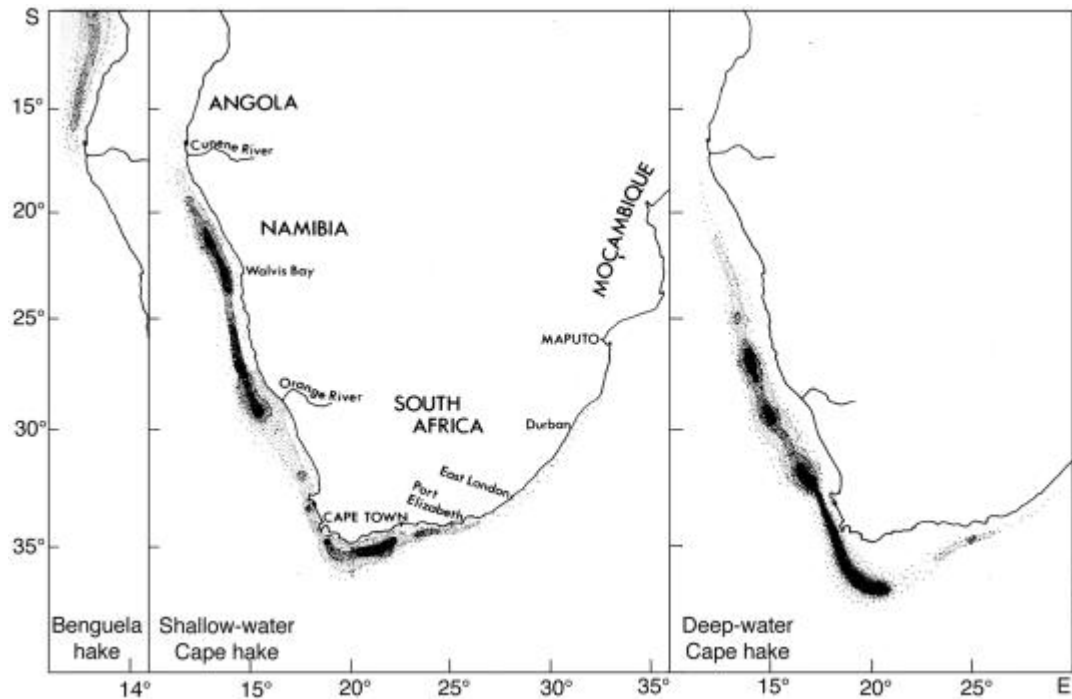 S
15°
20°
25°
30°
35°
Benguela
hake
14°
ANGOLA
Cunene River
NAMIBIA
Walvis Bay
Orange River
SOUTH
AFRICA
CAPE TOWN
Port
Elizabeth
East London
Durban
MAPUTO
MOÇAMBIQUE
Shallow-water
Cape hake
15°
20°
25°
30°
35°
Deep-water
Cape hake
15°
20°
25°
E